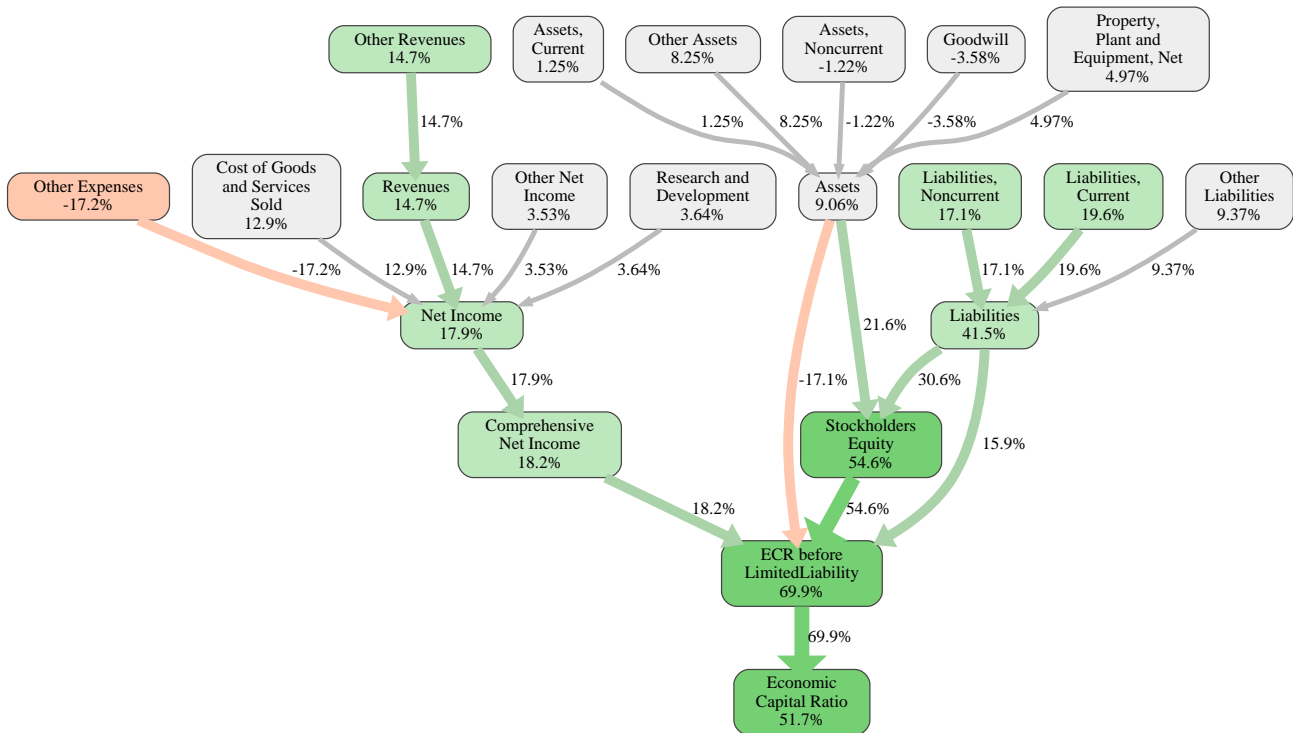 Other Revenues
14.7%
Assets,
Current
1.25%
Other Assets
8.25%
Assets,
Noncurrent
-1.22%
Goodwill
-3.58%
Property,
Plant and
Equipment, Net
4.97%
14.7%
1.25%
8.25%
-1.22%
-3.58%
4.97%
Other Expenses
-17.2%
Cost of Goods
and Services
Sold
12.9%
Revenues
14.7%
Other Net
Income
3.53%
Research and
Development
3.64%
Assets
9.06%
Liabilities,
Noncurrent
17.1%
Liabilities,
Current
19.6%
Other
Liabilities
9.37%
-17.2%
12.9%
14.7%
3.53%
3.64%
17.1%
19.6%
9.37%
Net Income
17.9%
Liabilities
41.5%
21.6%
17.9%
-17.1%
30.6%
Comprehensive
Net Income
18.2%
Stockholders
Equity
54.6%
15.9%
18.2%
54.6%
ECR before
LimitedLiability
69.9%
69.9%
Economic
Capital Ratio
51.7%